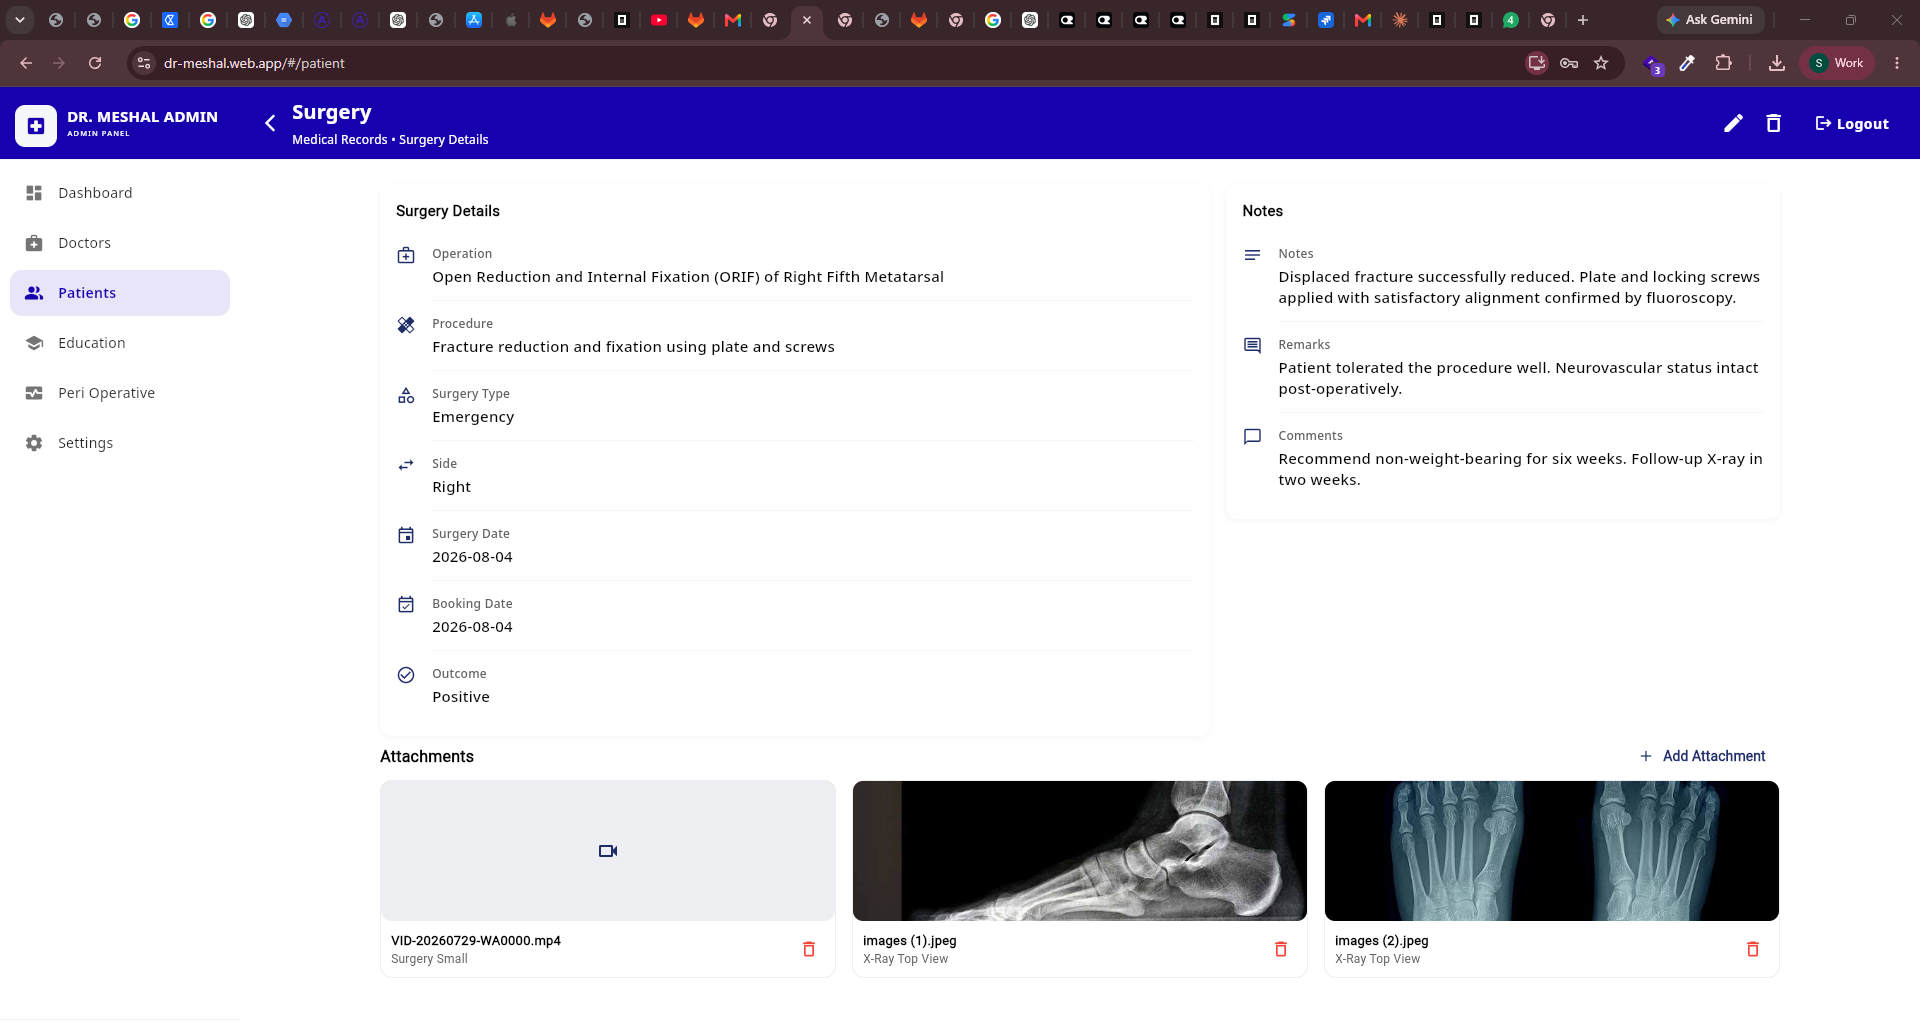 4
Ask Gemini
dr-meshal.web.app/#/patient
3
S
Work
DR. MESHAL ADMIN
ADMIN PANEL
Surgery
Medical Records • Surgery Details
Logout
Dashboard
Doctors
Patients
Education
Peri Operative
Settings
Surgery Details
Operation
Open Reduction and Internal Fixation (ORIF) of Right Fifth Metatarsal
Procedure
Fracture reduction and fixation using plate and screws
Surgery Type
Emergency
Side
Right
Surgery Date
2026-08-04
Booking Date
2026-08-04
Outcome
Positive
Notes
Notes
Displaced fracture successfully reduced. Plate and locking screws
applied with satisfactory alignment confirmed by fluoroscopy.
Remarks
Patient tolerated the procedure well. Neurovascular status intact
post-operatively.
Comments
Recommend non-weight-bearing for six weeks. Follow-up X-ray in
two weeks.
Attachments
Add Attachment
VID-20260729-WA0000.mp4
Surgery Small
images (1).jpeg
X-Ray Top View
images (2).jpeg
X-Ray Top View